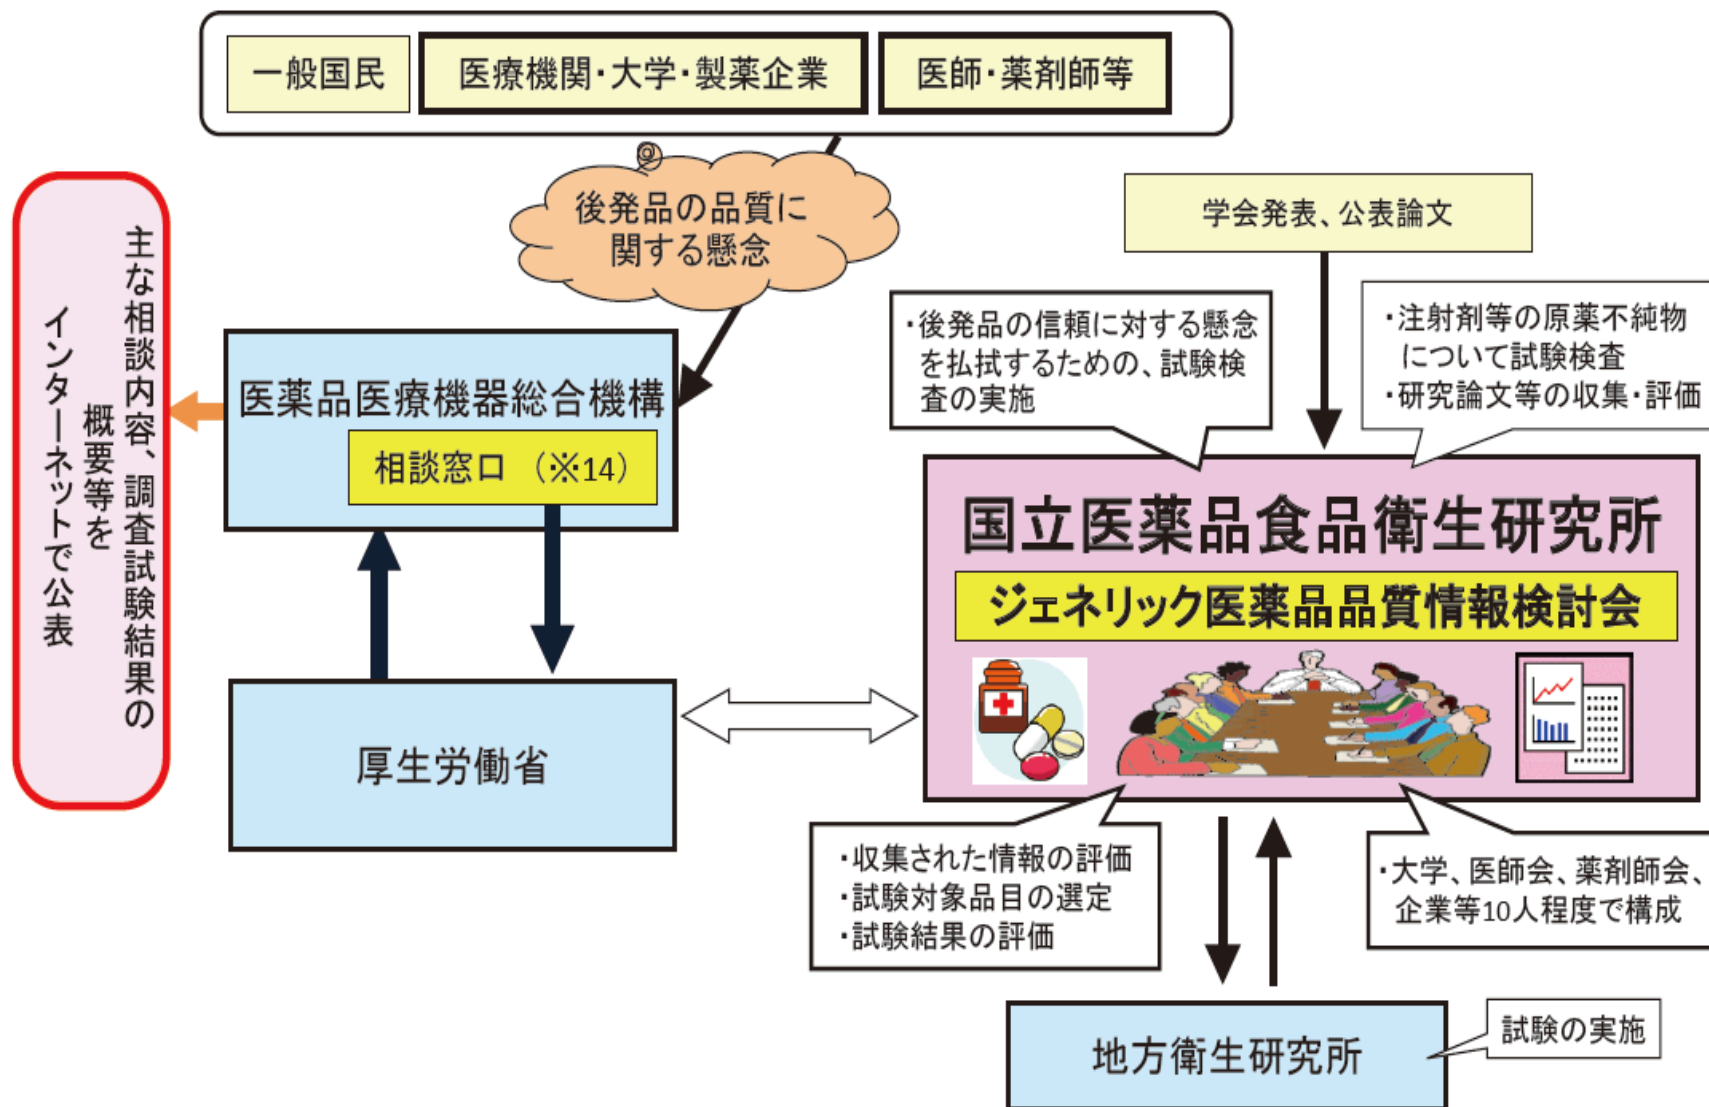 一般国民
医療機関・大学・製薬企業
医師・薬剤師等
後発品の品質に
関する懸念
学会発表、公表論文
主な相談内容、調査試験結果の
概要等を
インターネットで公表
医薬品医療機器総合機構
相談窓口（※14）
・後発品の信頼に対する懸念
を払拭するための、試験検
査の実施
・注射剤等の原薬不純物
について試験検査
・研究論文等の収集・評価
国立医薬品食品衛生研究所
ジェネリック医薬品品質情報検討会
厚生労働省
・収集された情報の評価
・試験対象品目の選定
・試験結果の評価
・大学、医師会、薬剤師会、
企業等10人程度で構成
地方衛生研究所
試験の実施